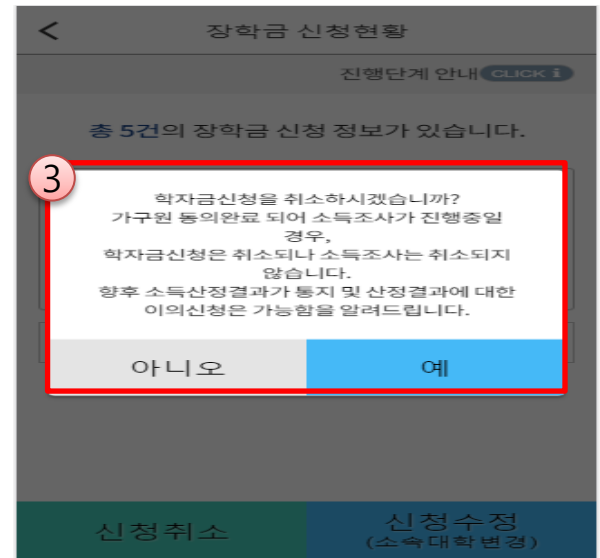 장학금 신청현황
진행단계 안내 CLICK i
총 5건의 장학금 신청 정보가 있습니다.
3
학자금신청을 취소하시겠습니까?
가구원 동의완료 되어 소득조사가 진행중일
경우,
학자금신청은 취소되나 소득조사는 취소되지
않습니다.
향후 소득산정결과가 통지 및 산정결과에 대한
이의신청은 가능함을 알려드립니다.
아니오 예
신청취소 신청수정
(소속대학변경)